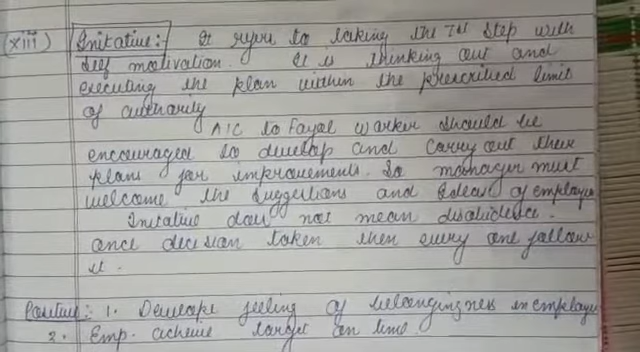 (xiii) Initative:- It refers to taking the Ist step with
self motivation. It is thinking out and
executing the plan within the prescribed limit
of authority
A/C to Fayol worker should be
encouraged to develop and carry out their
plans for improvements. So manager must
welcome the suggestions and Ideas of employee
Initative does not mean disobidence.
once decision taken then every one follow
it.
Positive: 1. Develops feeling of belongingness in employee
2. Emp. achieve target on time.